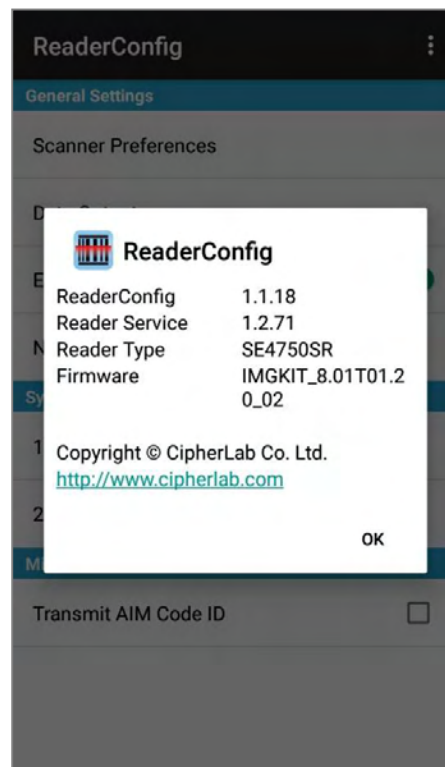 ReaderConfig
General Settings
Scanner Preferences
ReaderConfig
ReaderConfig 1.1.18
Reader Service 1.2.71
Reader Type SE4750SR
Firmware IMGKIT_8.01T01.2
0_02
Copyright © CipherLab Co. Ltd.
http://www.cipherlab.com
OK
Transmit AIM Code ID